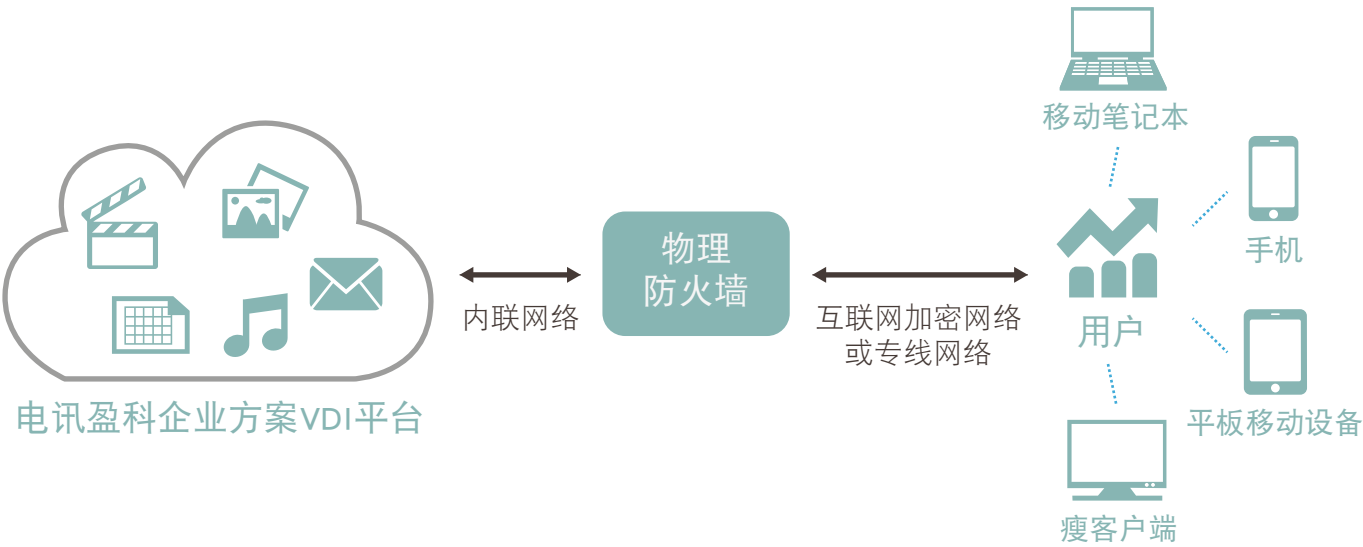 移动笔记本
手机
物理
防火墙
内联网络
互联网加密网络
或专线网络
用户
电讯盈科企业方案VDI平台
平板移动设备
瘦客户端